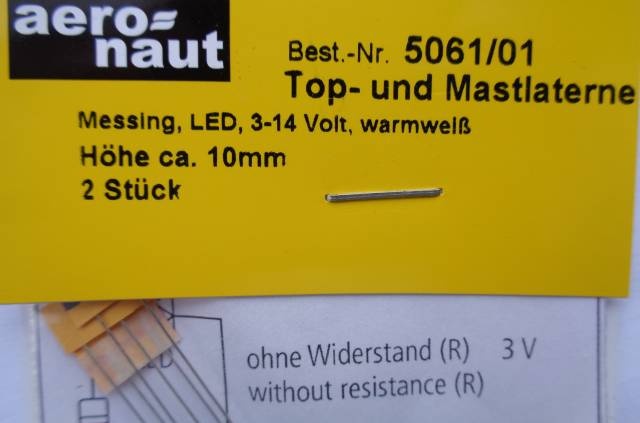 aero=
naut
Best.-Nr. 5061/01
Top- und Mastlaterne
Messing, LED, 3-14 Volt, warmweiß
Höhe ca. 10mm
2 Stück
ohne Widerstand (R) 3 V
without resistance (R)